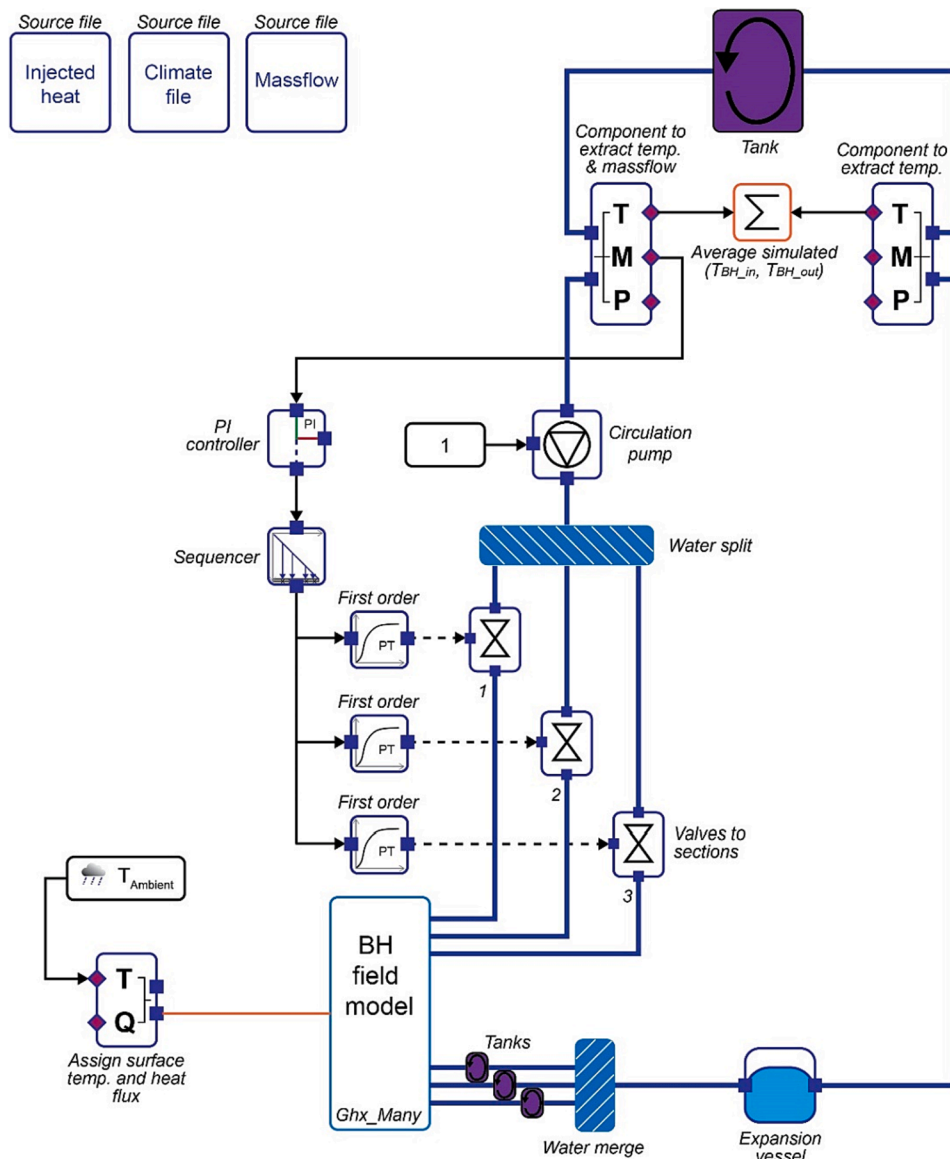 Source file
Source file
Source file
Injected
heat
Climate
file
Massflow
Tank
Component to
extract temp.
& massflow
Component to
extract temp.
T
M
P
Σ
T
M
P
Average simulated
(TBH_in, TBH_out)
PI
controller
PI
1
Circulation
pump
Sequencer
Water split
First order
PT
1
First order
PT
2
First order
PT
Valves to
sections
3
TAmbient
BH
field
model
T
Q
Assign surface
temp. and heat
flux
Tanks
Ghx_Many
Water merge
Expansion
vessel